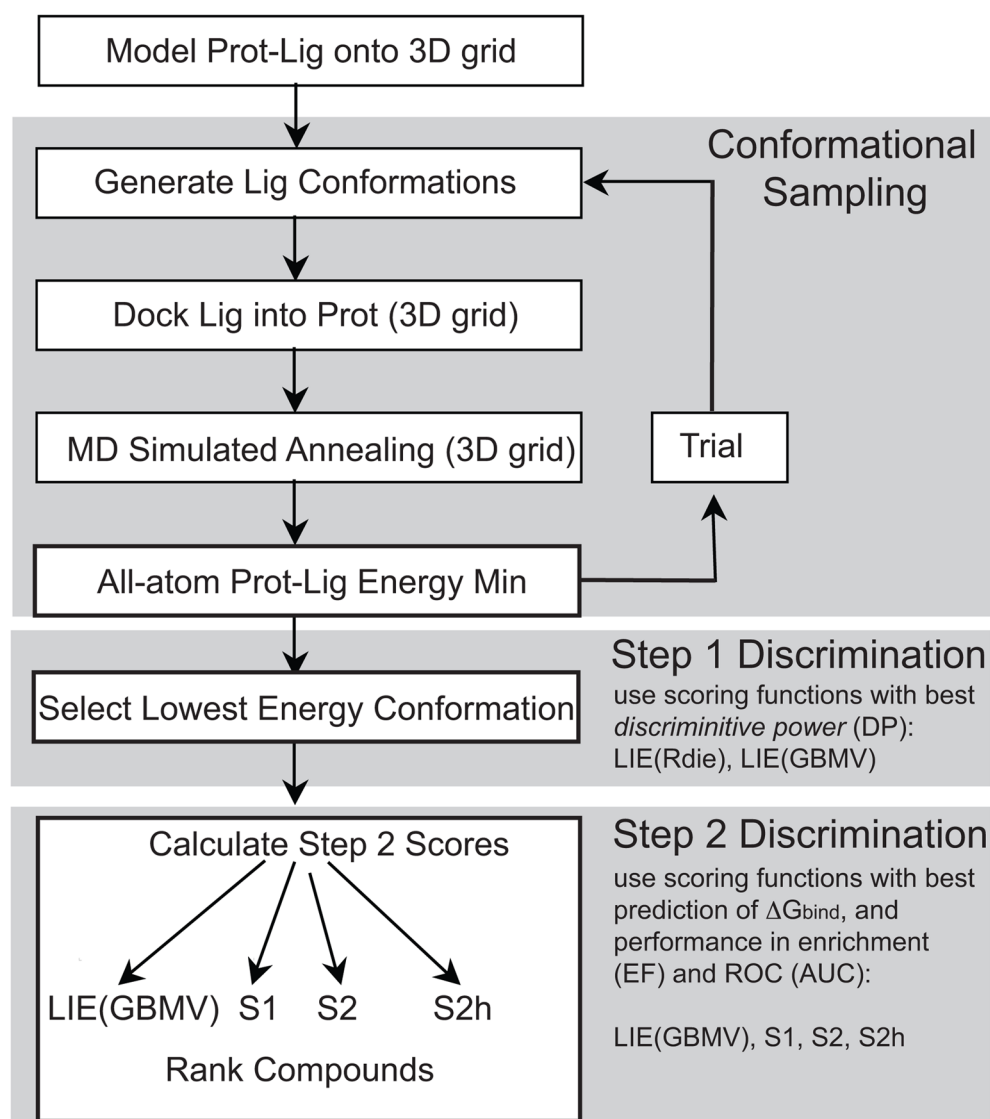 Model Prot-Lig onto 3D grid
Conformational
Sampling
Generate Lig Conformations
Dock Lig into Prot (3D grid)
MD Simulated Annealing (3D grid)
Trial
All-atom Prot-Lig Energy Min
Step 1 Discrimination
use scoring functions with best
discriminitive power (DP):
LIE(Rdie), LIE(GBMV)
Select Lowest Energy Conformation
Step 2 Discrimination
use scoring functions with best
prediction of ΔGbind, and
performance in enrichment
(EF) and ROC (AUC):
LIE(GBMV), S1, S2, S2h
Calculate Step 2 Scores
LIE(GBMV) S1 S2 S2h
Rank Compounds